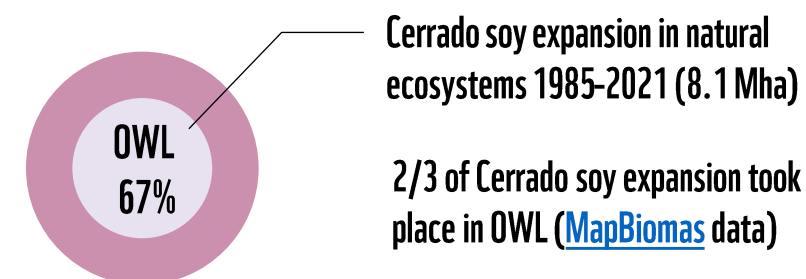 Cerrado soy expansion in natural
ecosystems 1985-2021 (8.1 Mha)
OWL
67%
2/3 of Cerrado soy expansion took
place in OWL (MapBiomas data)